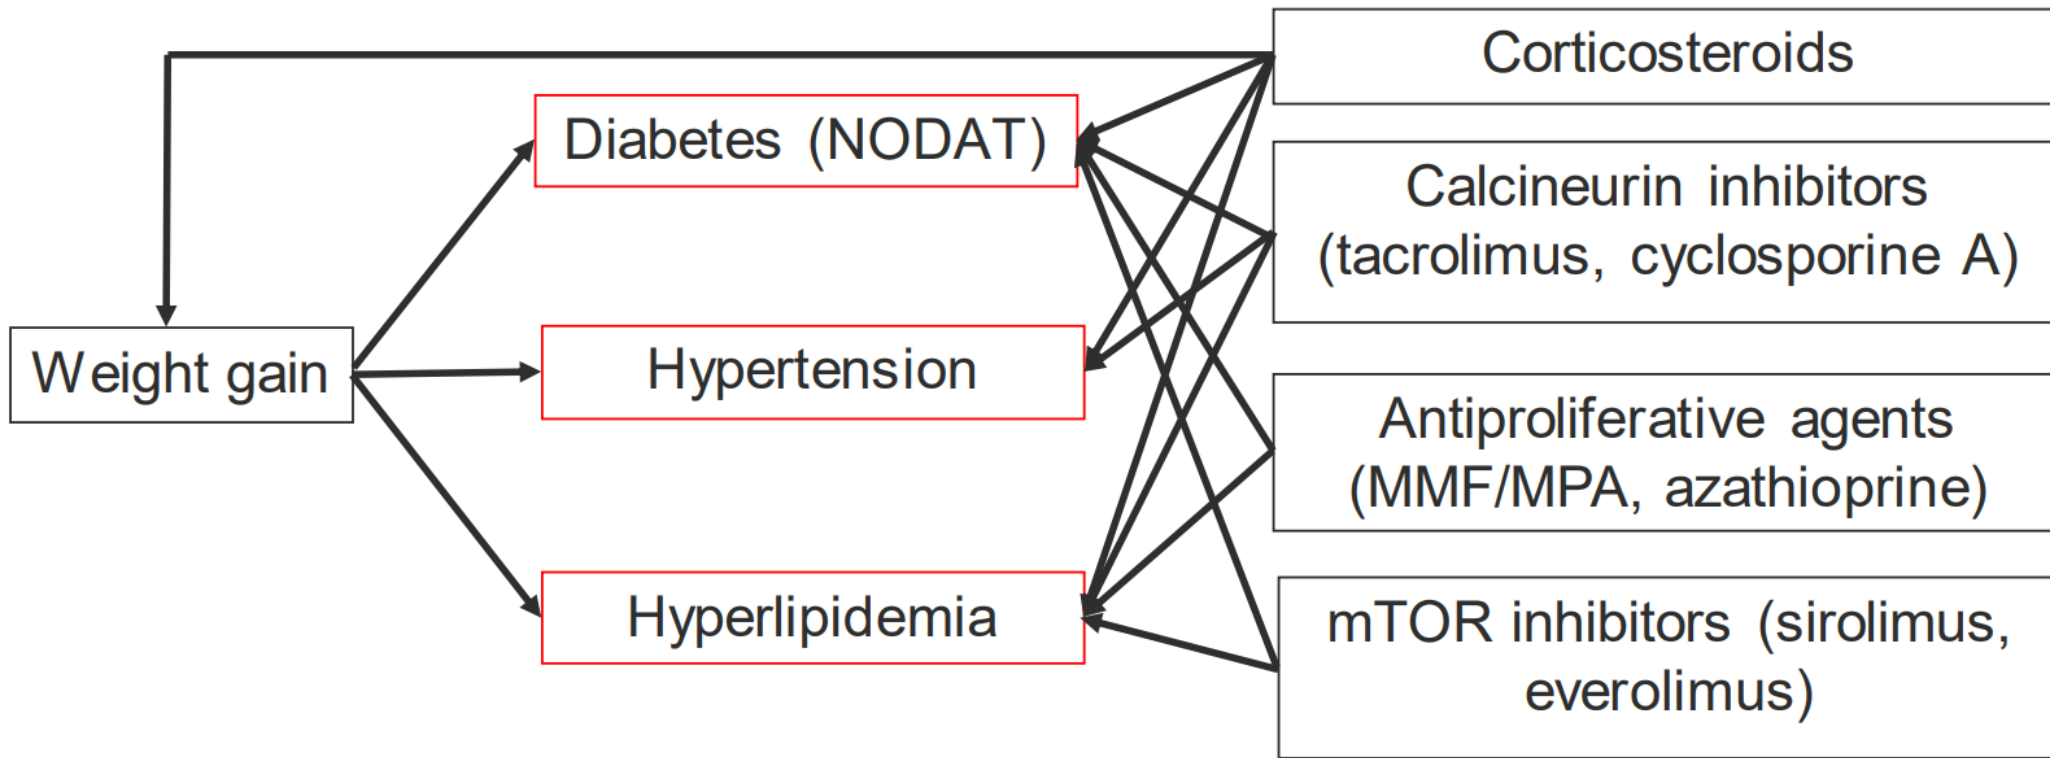 Corticosteroids
Diabetes (NODAT)
Calcineurin inhibitors
(tacrolimus, cyclosporine A)
Weight gain
Hypertension
Antiproliferative agents
(MMF/MPA, azathioprine)
Hyperlipidemia
mTOR inhibitors (sirolimus,
everolimus)